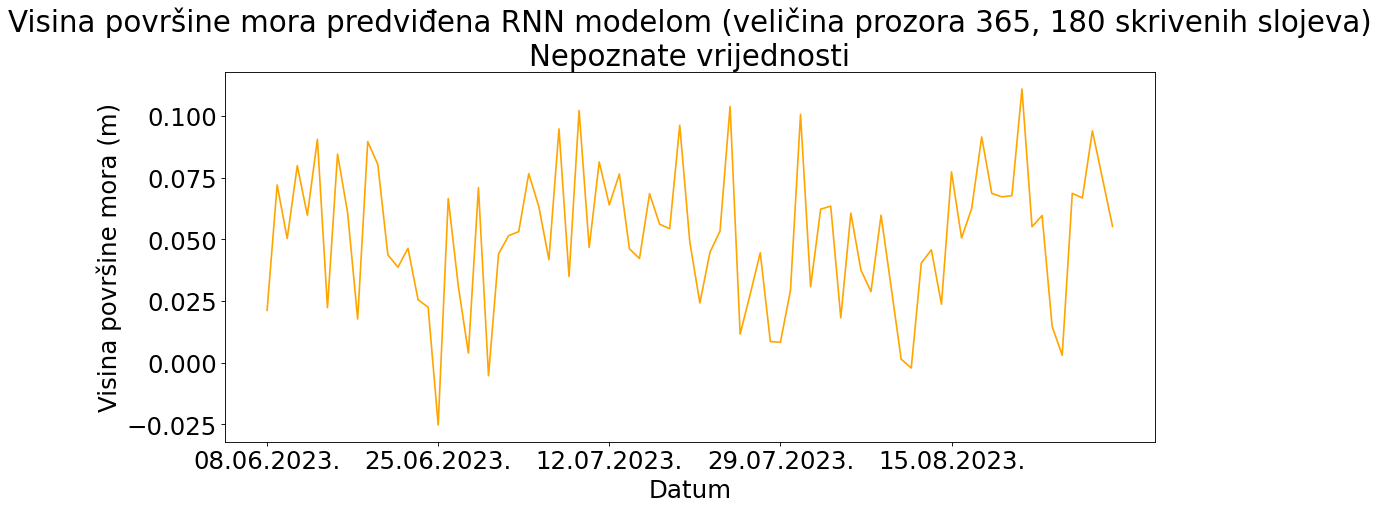 Visina površine mora predviđena RNN modelom (veličina prozora 365, 180 skrivenih slojeva)
Nepoznate vrijednosti
Visina površine mora (m)
0.100
0.075
0.050
0.025
0.000
−0.025
08.06.2023. 25.06.2023. 12.07.2023. 29.07.2023. 15.08.2023.
Datum